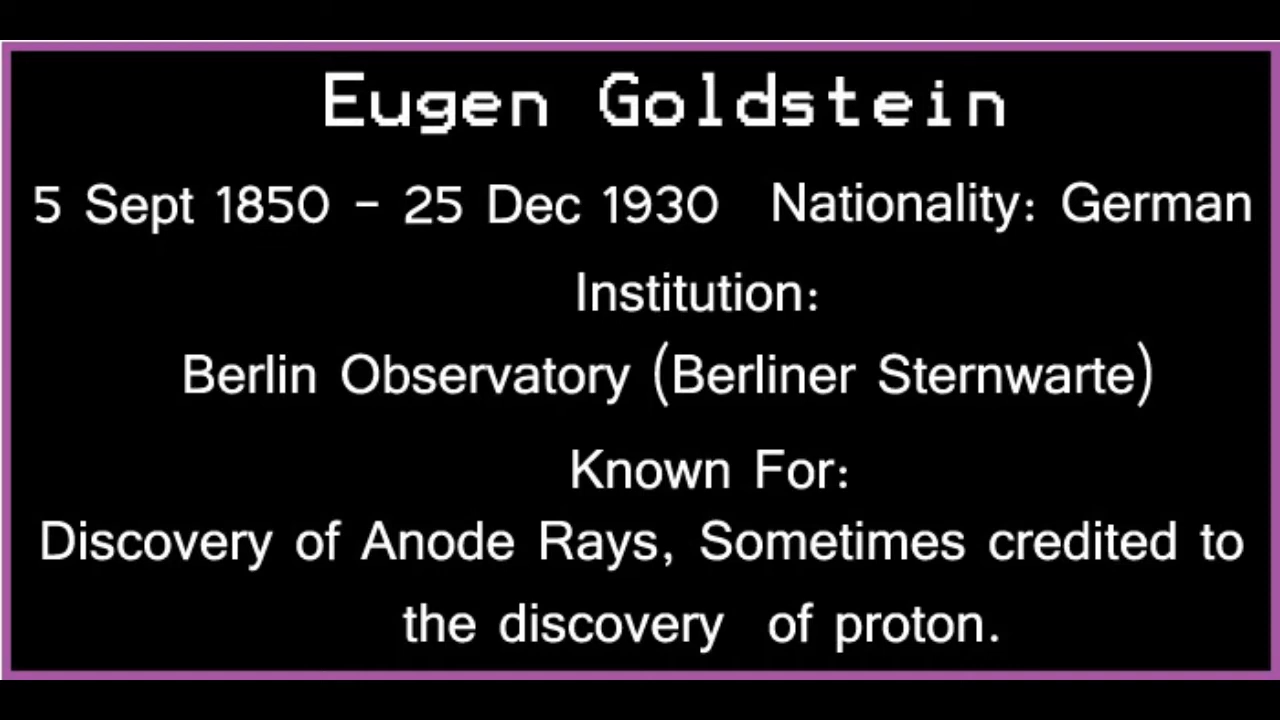 Eugen Goldstein
5 Sept 1850 - 25 Dec 1930 Nationality: German
Institution:
Berlin Observatory (Berliner Sternwarte)
Known For:
Discovery of Anode Rays, Sometimes credited to
the discovery of proton.